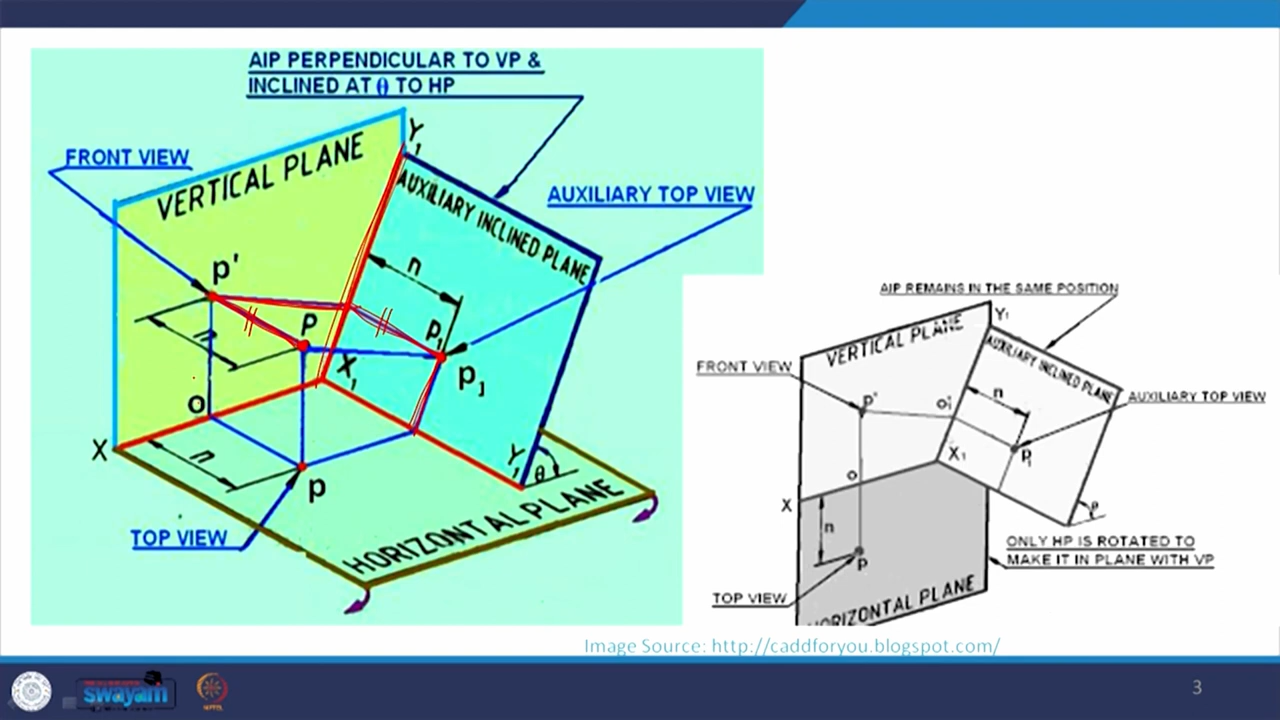 AIP PERPENDICULAR TO VP &
INCLINED AT θ TO HP
FRONT VIEW
VERTICAL PLANE
Y1
AUXILIARY INCLINED PLANE
AUXILIARY TOP VIEW
p'
n
n
P
P1
p1
X1
O
X
n
p
Y1
θ
TOP VIEW
HORIZONTAL PLANE
AIP REMAINS IN THE SAME POSITION
VERTICAL PLANE
Y1
AUXILIARY INCLINED PLANE
FRONT VIEW
P'
O1'
n
AUXILIARY TOP VIEW
O
X1
P1
X
n
θ
P
ONLY HP IS ROTATED TO
MAKE IT IN PLANE WITH VP
TOP VIEW
HORIZONTAL PLANE
Image Source: http://caddforyou.blogspot.com/
swayam
3